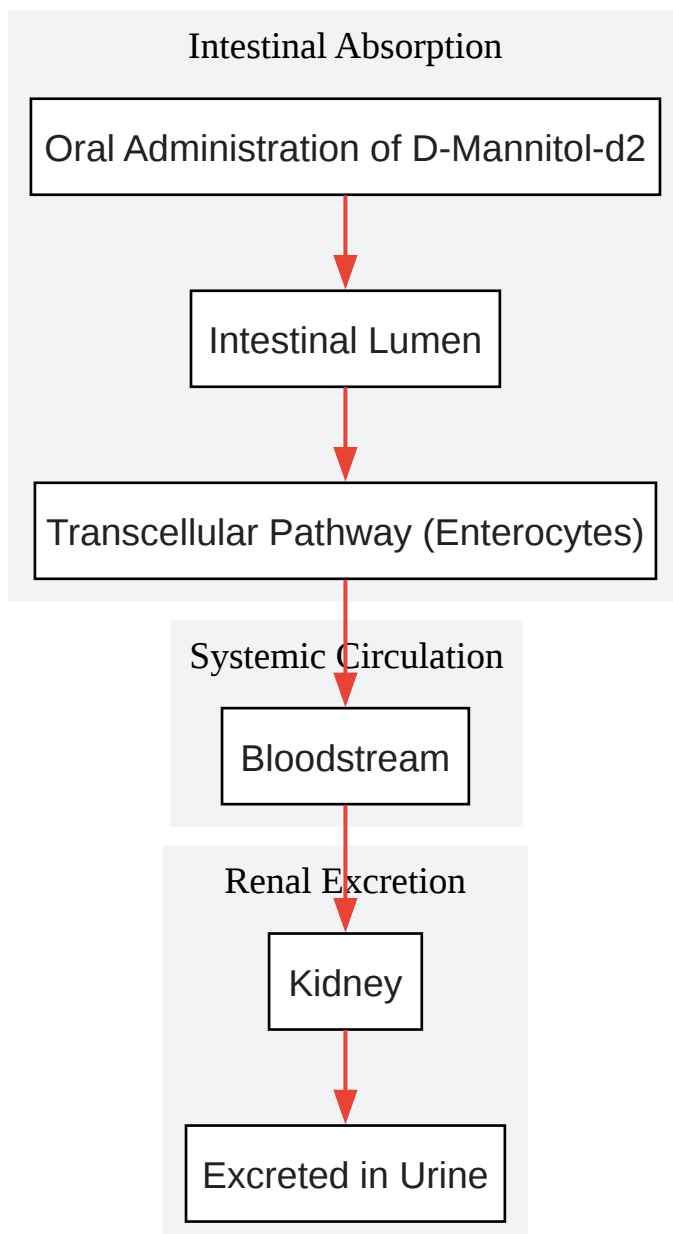 Intestinal Absorption
Oral Administration of D-Mannitol-d2
Intestinal Lumen
Transcellular Pathway (Enterocytes)
Systemic Circulation
Bloodstream
Renal Excretion
Kidney
Excreted in Urine